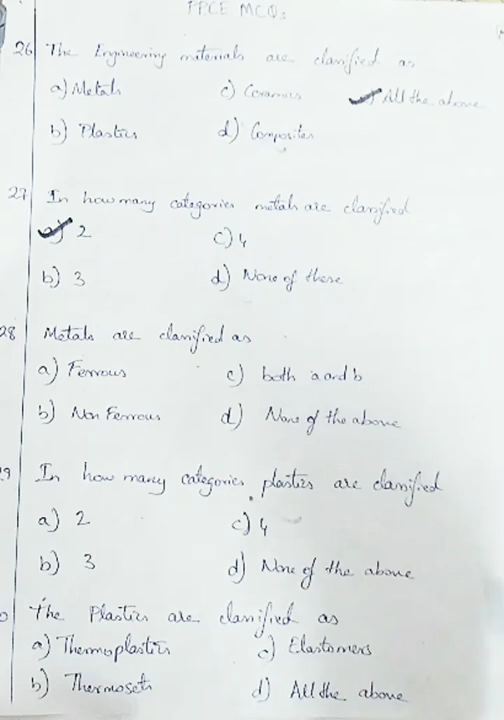 PPCE MCQs
26 The Engineering materials are classified as
a) Metals c) Ceramics e) All the above
b) Plastics d) Composites
27 In how many categories metals are classified
a) 2 c) 4
b) 3 d) None of these
28 Metals are classified as
a) Ferrous c) both a and b
b) Non Ferrous d) None of the above
9 In how many categories plastics are classified
a) 2 c) 4
b) 3 d) None of the above
0 The Plastics are classified as
a) Thermoplastics c) Elastomers
b) Thermosets d) All the above